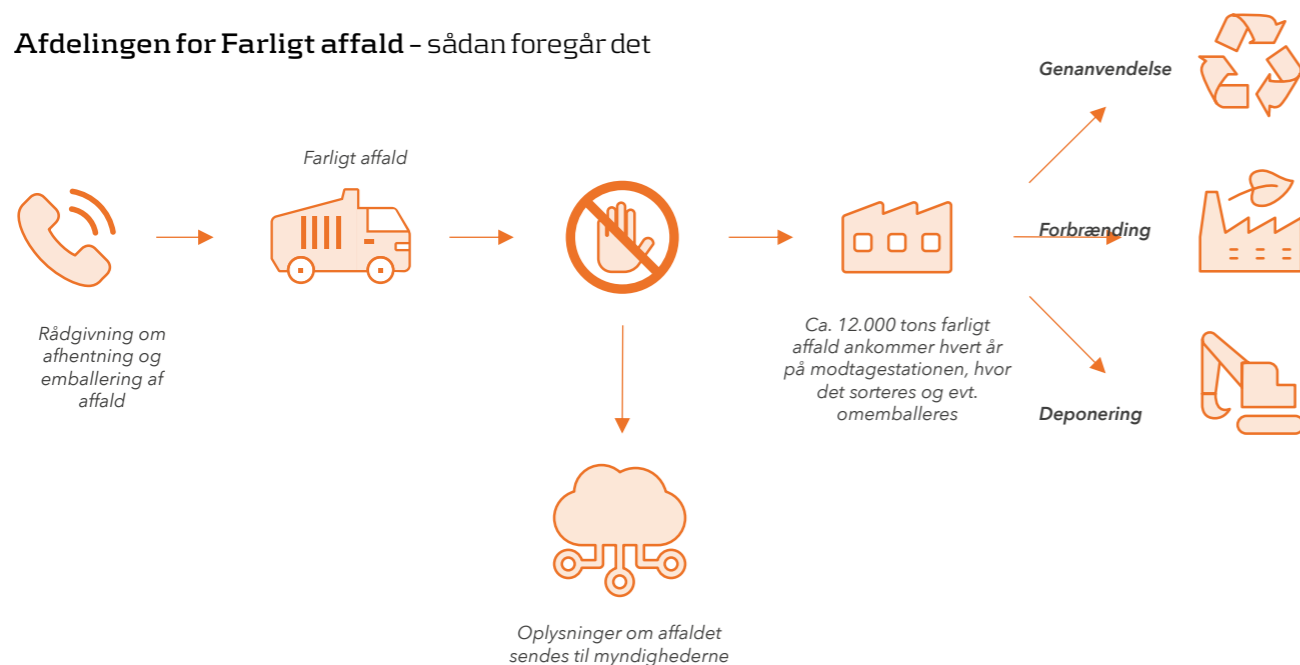 Afdelingen for Farligt affald – sådan foregår det
Genanvendelse
Farligt affald
Forbrænding
Rådgivning om
afhentning og
emballering af
affald
Ca. 12.000 tons farligt
affald ankommer hvert år
på modtagestationen, hvor
det sorteres og evt.
omemballeres
Deponering
Oplysninger om affaldet
sendes til myndighederne